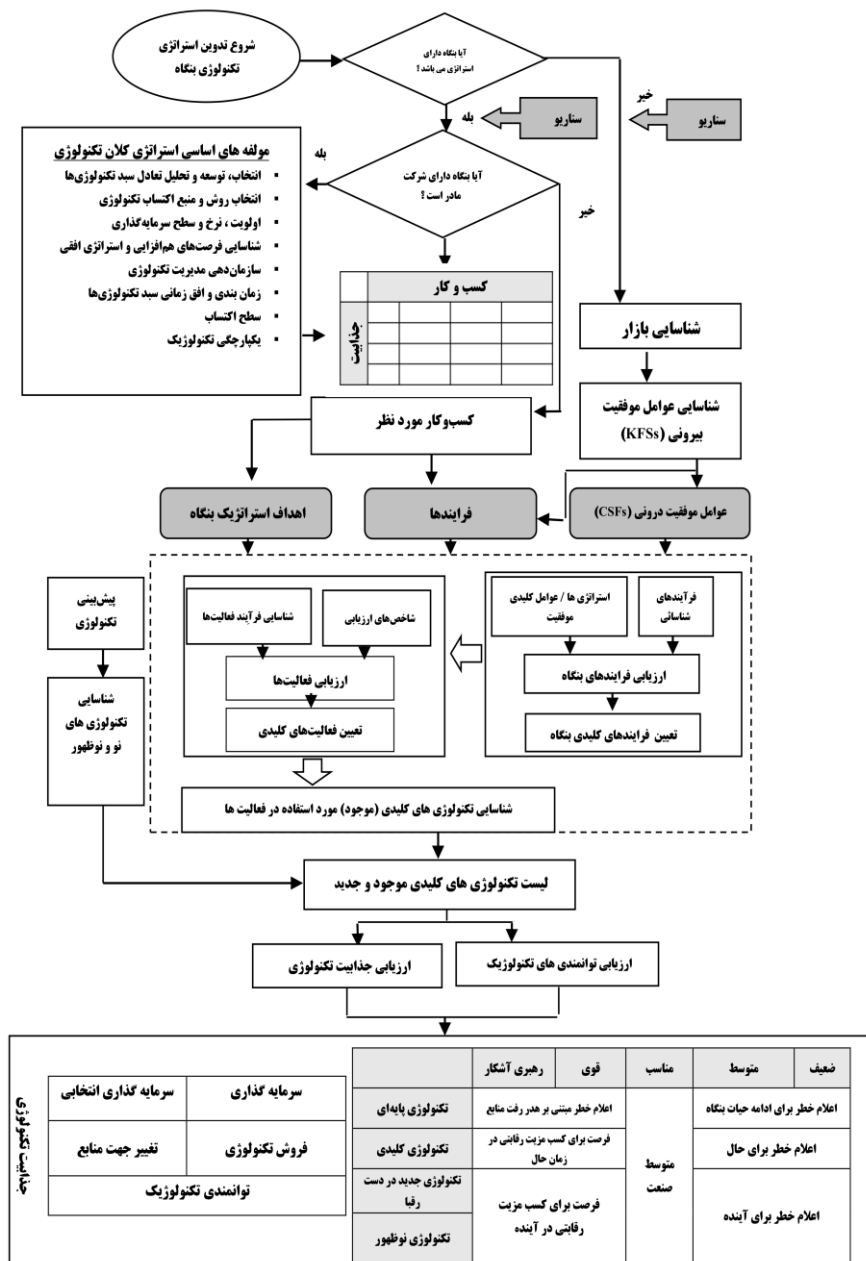 شروع تدوین استراتژی
تکنولوژی بنگاه
آیا بنگاه دارای
استراتژی می باشد ؟
خیر
سناریو
بله
سناریو
مولفه های اساسی استراتژی کلان تکنولوژی
انتخاب، توسعه و تحلیل تعادل سبد تکنولوژی‌ها
انتخاب روش و منبع اکتساب تکنولوژی
اولویت ، نرخ و سطح سرمایه‌گذاری
شناسایی فرصت‌های هم‌افزایی و استراتژی افقی
سازمان‌دهی مدیریت تکنولوژی
زمان بندی و افق زمانی سبد تکنولوژی‌ها
سطح اکتساب
یکپارچگی تکنولوژیک
بله
آیا بنگاه دارای شرکت
مادر است ؟
خیر
کسب و کار
جذابیت
شناسایی بازار
شناسایی عوامل موفقیت
بیرونی (KFSs)
کسب‌وکار مورد نظر
عوامل موفقیت درونی (CSFs)
فرایندها
اهداف استراتژیک بنگاه
پیش‌بینی
تکنولوژی
شناسایی
تکنولوژی های
نو و نوظهور
فرآیندهای
شناسائی
استراتژی ها / عوامل کلیدی
موفقیت
ارزیابی فرایندهای بنگاه
تعیین فرایندهای کلیدی بنگاه
شاخص‌های ارزیابی
شناسایی فرآیند فعالیت‌ها
ارزیابی فعالیت‌ها
تعیین فعالیت‌های کلیدی
شناسایی تکنولوژی های کلیدی (موجود) مورد استفاده در فعالیت ها
لیست تکنولوژی های کلیدی موجود و جدید
ارزیابی توانمندی های تکنولوژیک
ارزیابی جذابیت تکنولوژی
ضعیف
متوسط
مناسب
قوی
رهبری آشکار
اعلام خطر برای ادامه حیات بنگاه
متوسط
صنعت
اعلام خطر مبتنی بر هدر رفت منابع
تکنولوژی پایه‌ای
اعلام خطر برای حال
فرصت برای کسب مزیت رقابتی در
زمان حال
تکنولوژی کلیدی
اعلام خطر برای آینده
فرصت برای کسب مزیت
رقابتی در آینده
تکنولوژی جدید در دست
رقبا
تکنولوژی نوظهور
سرمایه گذاری
سرمایه گذاری انتخابی
فروش تکنولوژی
تغییر جهت منابع
توانمندی تکنولوژیک
جذابیت تکنولوژی